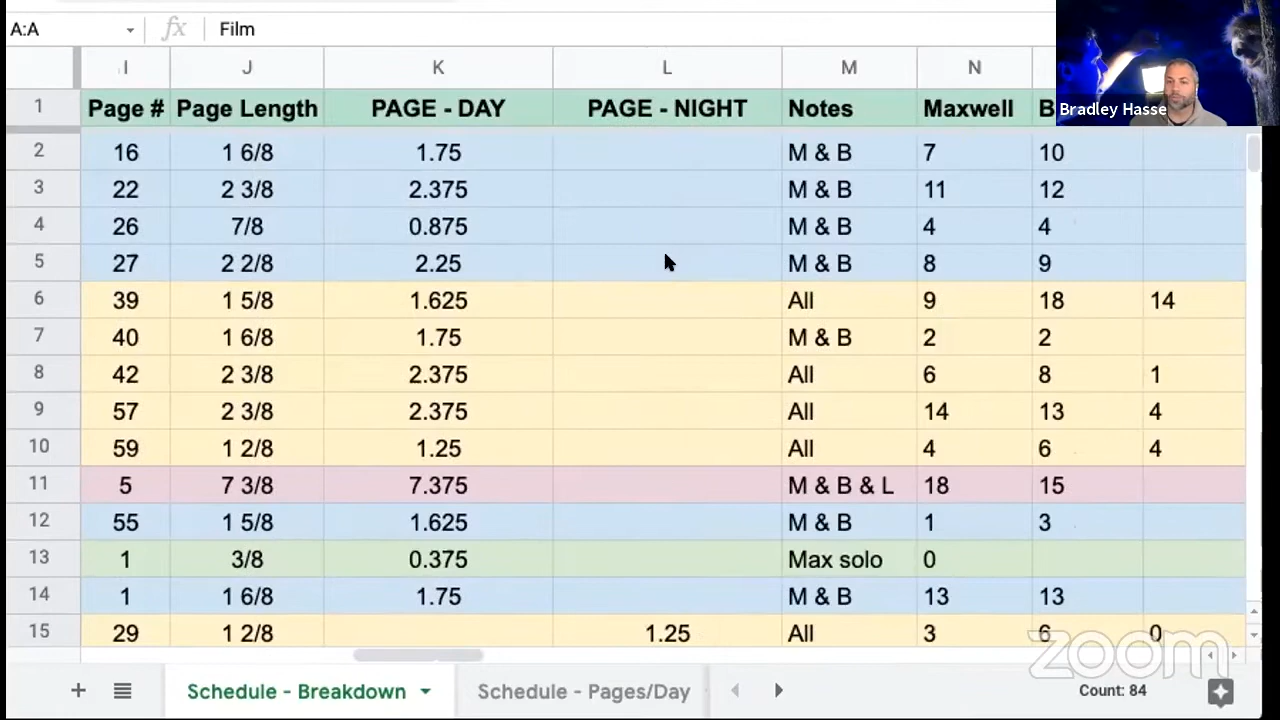 A:A fx Film
I J K L M N
1 Page # Page Length PAGE - DAY PAGE - NIGHT Notes Maxwell B
Bradley Hasse
2 16 1 6/8 1.75 M & B 7 10
3 22 2 3/8 2.375 M & B 11 12
4 26 7/8 0.875 M & B 4 4
5 27 2 2/8 2.25 M & B 8 9
6 39 1 5/8 1.625 All 9 18 14
7 40 1 6/8 1.75 M & B 2 2
8 42 2 3/8 2.375 All 6 8 1
9 57 2 3/8 2.375 All 14 13 4
10 59 1 2/8 1.25 All 4 6 4
11 5 7 3/8 7.375 M & B & L 18 15
12 55 1 5/8 1.625 M & B 1 3
13 1 3/8 0.375 Max solo 0
14 1 1 6/8 1.75 M & B 13 13
15 29 1 2/8 1.25 All 3 6 0
zoom
+ Schedule - Breakdown Schedule - Pages/Day Count: 84